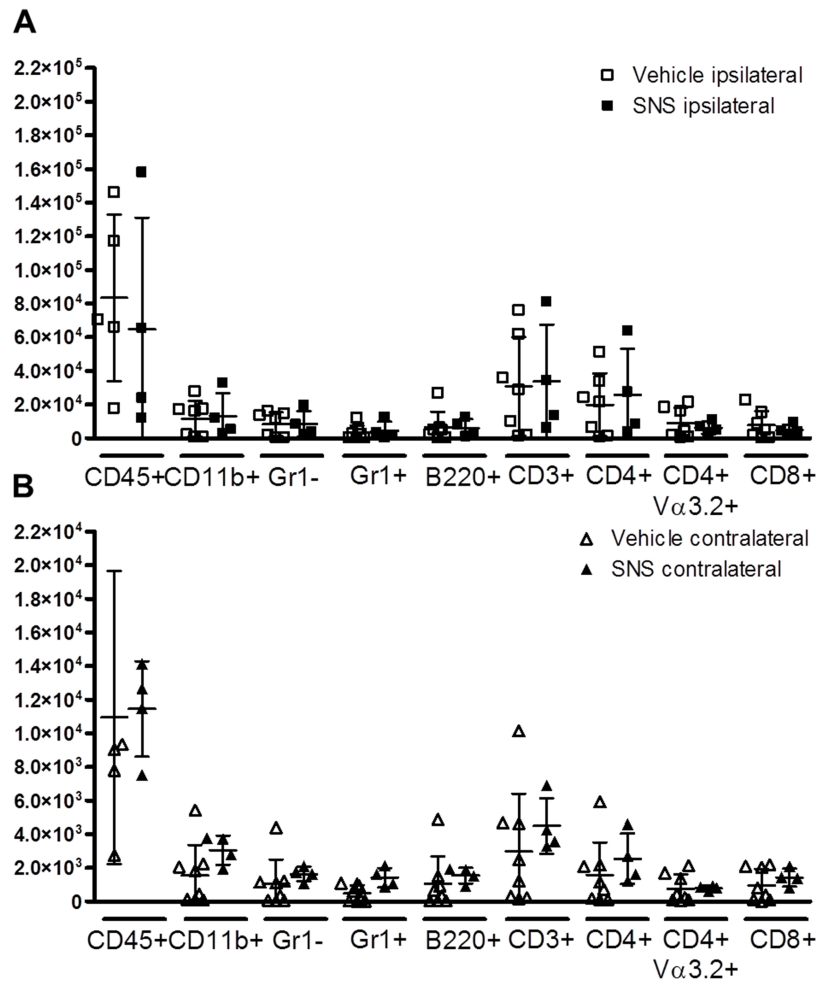 A
2.2×10⁵
2.0×10⁵
1.8×10⁵
1.6×10⁵
1.4×10⁵
1.2×10⁵
1.0×10⁵
8.0×10⁴
6.0×10⁴
4.0×10⁴
2.0×10⁴
0
Vehicle ipsilateral
SNS ipsilateral
CD45+ CD11b+ Gr1- Gr1+ B220+ CD3+ CD4+ CD4+ CD8+
Vα3.2+
B
2.2×10⁴
2.0×10⁴
1.8×10⁴
1.6×10⁴
1.4×10⁴
1.2×10⁴
1.0×10⁴
8.0×10³
6.0×10³
4.0×10³
2.0×10³
0
Vehicle contralateral
SNS contralateral
CD45+ CD11b+ Gr1- Gr1+ B220+ CD3+ CD4+ CD4+ CD8+
Vα3.2+